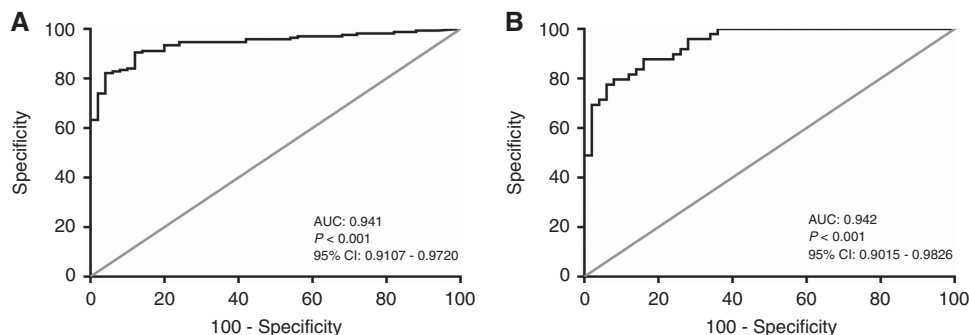 A
100
80
60
40
20
0
Specificity
AUC: 0.941
P < 0.001
95% CI: 0.9107 - 0.9720
0 20 40 60 80 100
100 - Specificity
B
100
80
60
40
20
0
Specificity
AUC: 0.942
P < 0.001
95% CI: 0.9015 - 0.9826
0 20 40 60 80 100
100 - Specificity